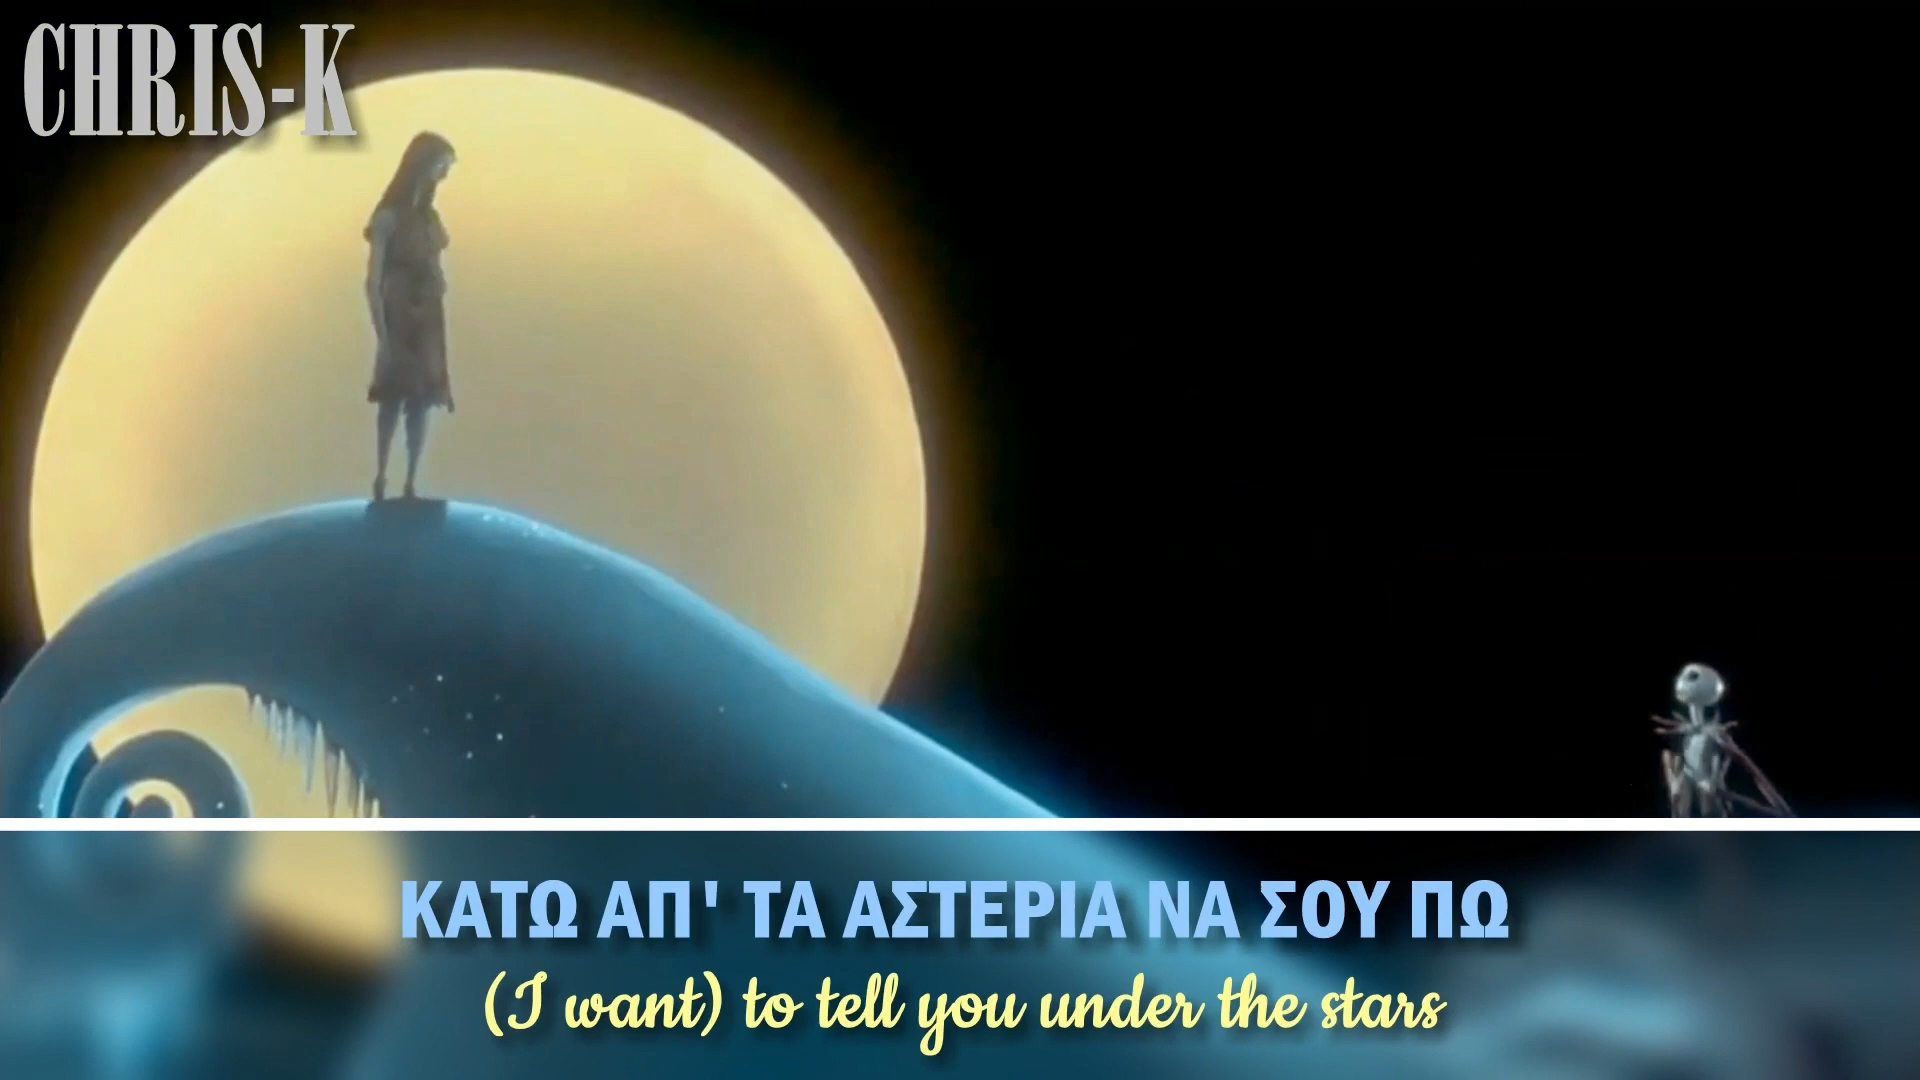 CHRIS-K
ΚΑΤΩ ΑΠ' ΤΑ ΑΣΤΕΡΙΑ ΝΑ ΣΟΥ ΠΩ
(I want) to tell you under the stars